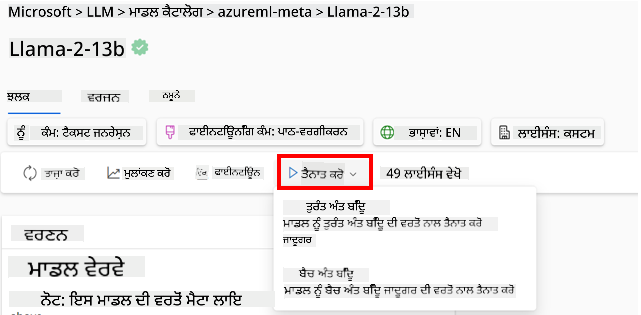 Microsoft > LLM > ਮਾਡਲ ਕੈਟਾਲੌਗ > azureml-meta > Llama-2-13b
Llama-2-13b
ਝਲਕ ਵਰਜਨ ਨਮੂਨੇ
ਕੰਮ: ਟੈਕਸਟ ਜਨਰੇਸ਼ਨ ਫਾਈਨਟਿਊਨਿੰਗ ਕੰਮ: ਪਾਠ-ਵਰਗੀਕਰਨ ਭਾਸ਼ਾਵਾਂ: EN ਲਾਈਸੰਸ: ਕਸਟਮ
ਤਾਜ਼ਾ ਕਰੋ ਮੁਲਾਂਕਣ ਕਰੋ ਫਾਈਨਟਿਊਨ ਤੈਨਾਤ ਕਰੋ 49 ਲਾਈਸੰਸ ਵੇਖੋ
ਤੁਰੰਤ ਅੰਤ ਬਿੰਦੂ
ਮਾਡਲ ਨੂੰ ਤੁਰੰਤ ਅੰਤ ਬਿੰਦੂ ਦੀ ਵਰਤੋਂ ਨਾਲ ਤੈਨਾਤ ਕਰੋ
ਜਾਦੂਗਰ
ਬੈਚ ਅੰਤ ਬਿੰਦੂ
ਮਾਡਲ ਨੂੰ ਬੈਚ ਅੰਤ ਬਿੰਦੂ ਜਾਦੂਗਰ ਦੀ ਵਰਤੋਂ ਨਾਲ ਤੈਨਾਤ ਕਰੋ
ਵਰਣਨ
ਮਾਡਲ ਵੇਰਵੇ
ਨੋਟ: ਇਸ ਮਾਡਲ ਦੀ ਵਰਤੋਂ ਮੈਟਾ ਲਾਇ